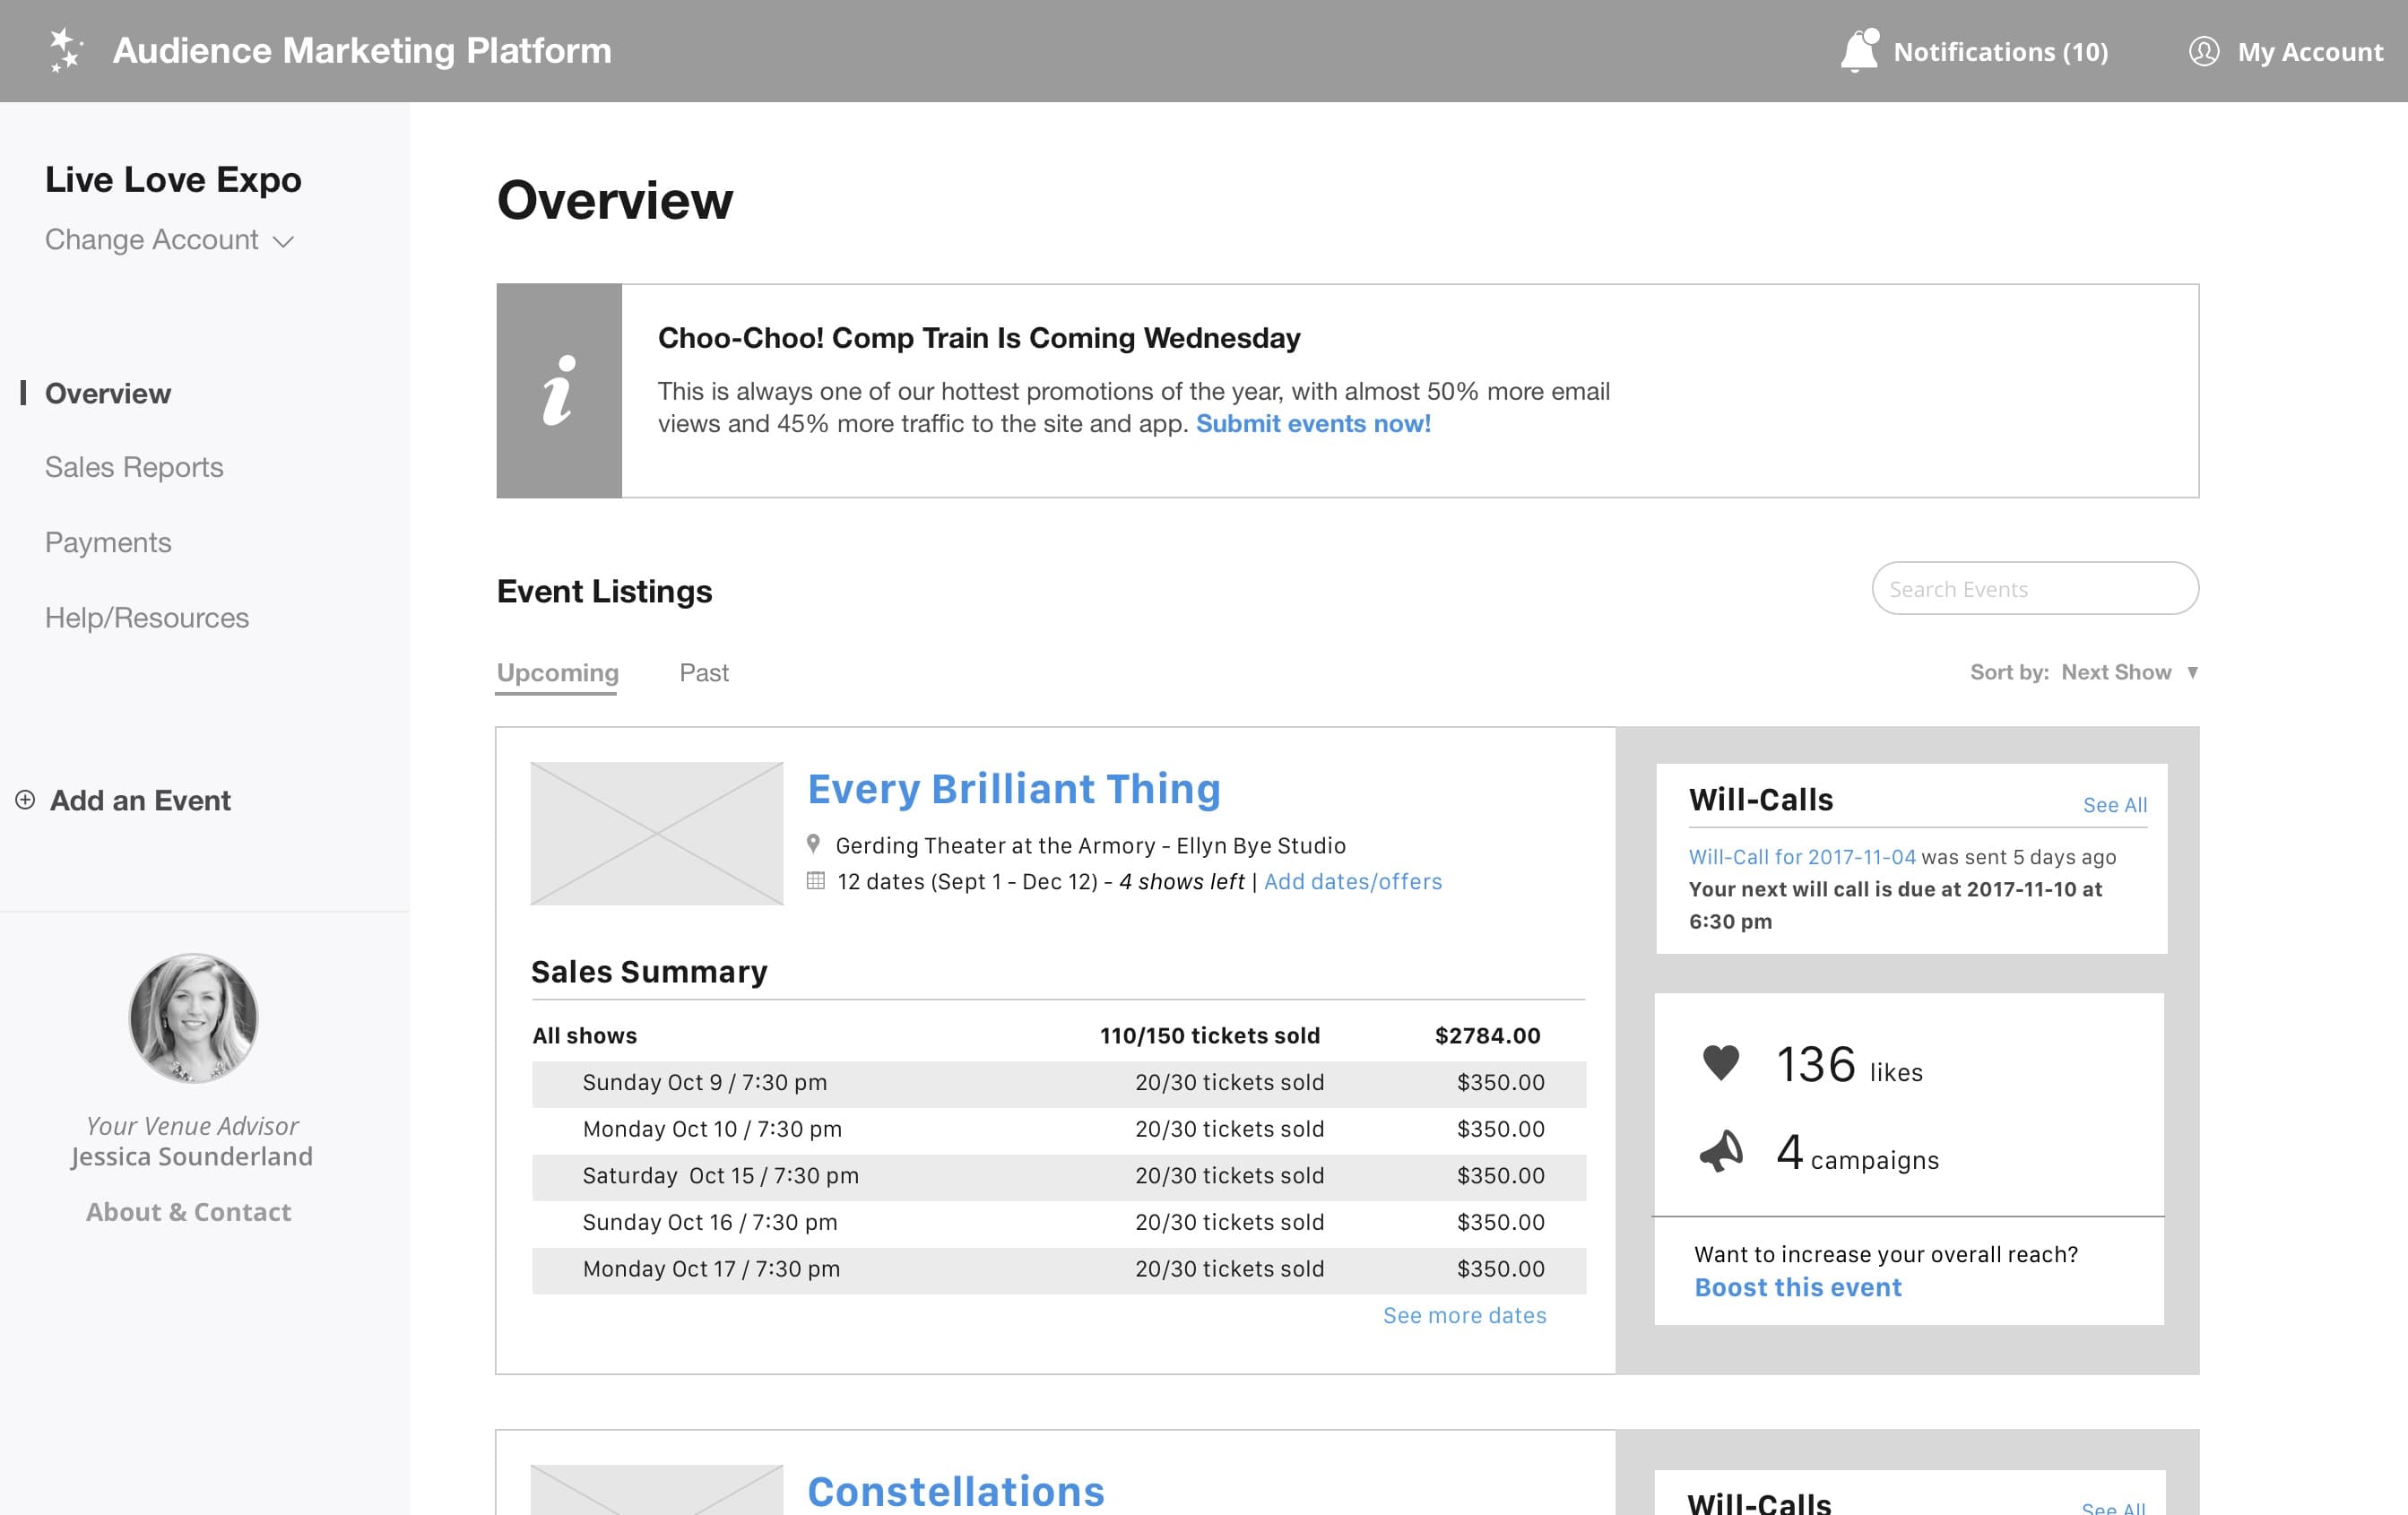 Audience Marketing Platform
Notifications (10)
My Account
Live Love Expo
Change Account
Overview
Sales Reports
Payments
Help/Resources
Add an Event
Your Venue Advisor
Jessica Sounderland
About & Contact
Overview
Choo-Choo! Comp Train Is Coming Wednesday
This is always one of our hottest promotions of the year, with almost 50% more email
views and 45% more traffic to the site and app. Submit events now!
Event Listings
Search Events
Upcoming
Past
Sort by: Next Show
Every Brilliant Thing
Gerding Theater at the Armory - Ellyn Bye Studio
12 dates (Sept 1 - Dec 12) - 4 shows left | Add dates/offers
Sales Summary
All shows 110/150 tickets sold $2784.00
Sunday Oct 9 / 7:30 pm 20/30 tickets sold $350.00
Monday Oct 10 / 7:30 pm 20/30 tickets sold $350.00
Saturday Oct 15 / 7:30 pm 20/30 tickets sold $350.00
Sunday Oct 16 / 7:30 pm 20/30 tickets sold $350.00
Monday Oct 17 / 7:30 pm 20/30 tickets sold $350.00
See more dates
Will-Calls
See All
Will-Call for 2017-11-04 was sent 5 days ago
Your next will call is due at 2017-11-10 at
6:30 pm
136 likes
4 campaigns
Want to increase your overall reach?
Boost this event
Constellations
Will-Calls
See All